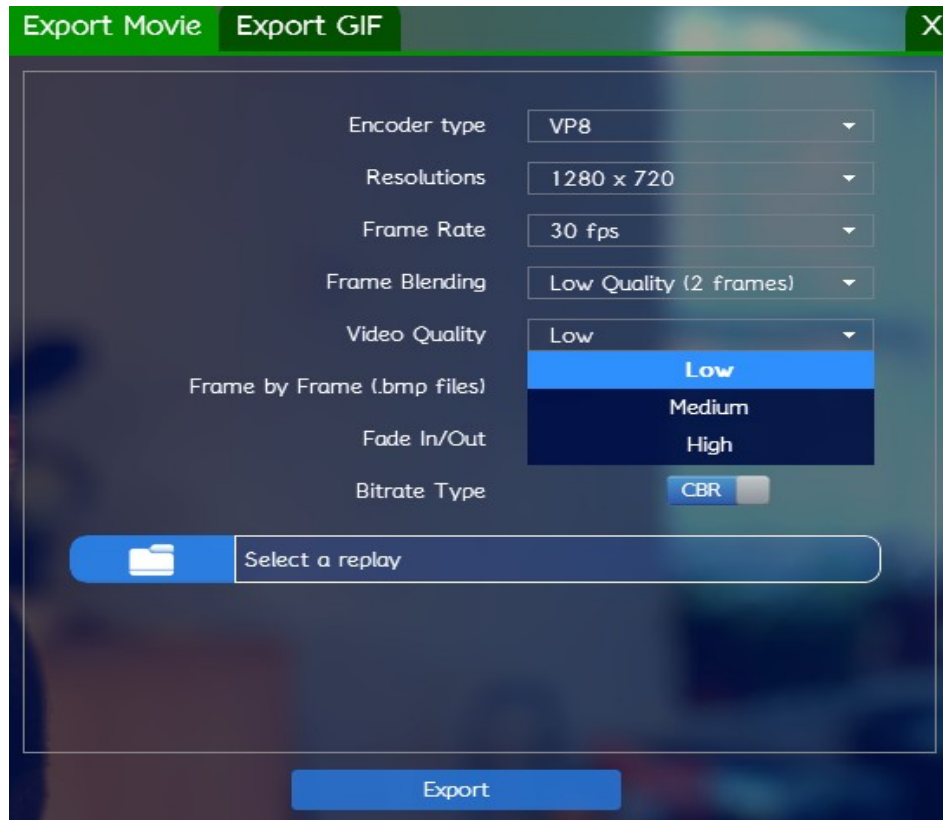 Export Movie Export GIF X
Encoder type VP8
Resolutions 1280 x 720
Frame Rate 30 fps
Frame Blending Low Quality (2 frames)
Video Quality Low
Low
Frame by Frame (.bmp files)
Medium
Fade In/Out
High
Bitrate Type CBR
Select a replay
Export